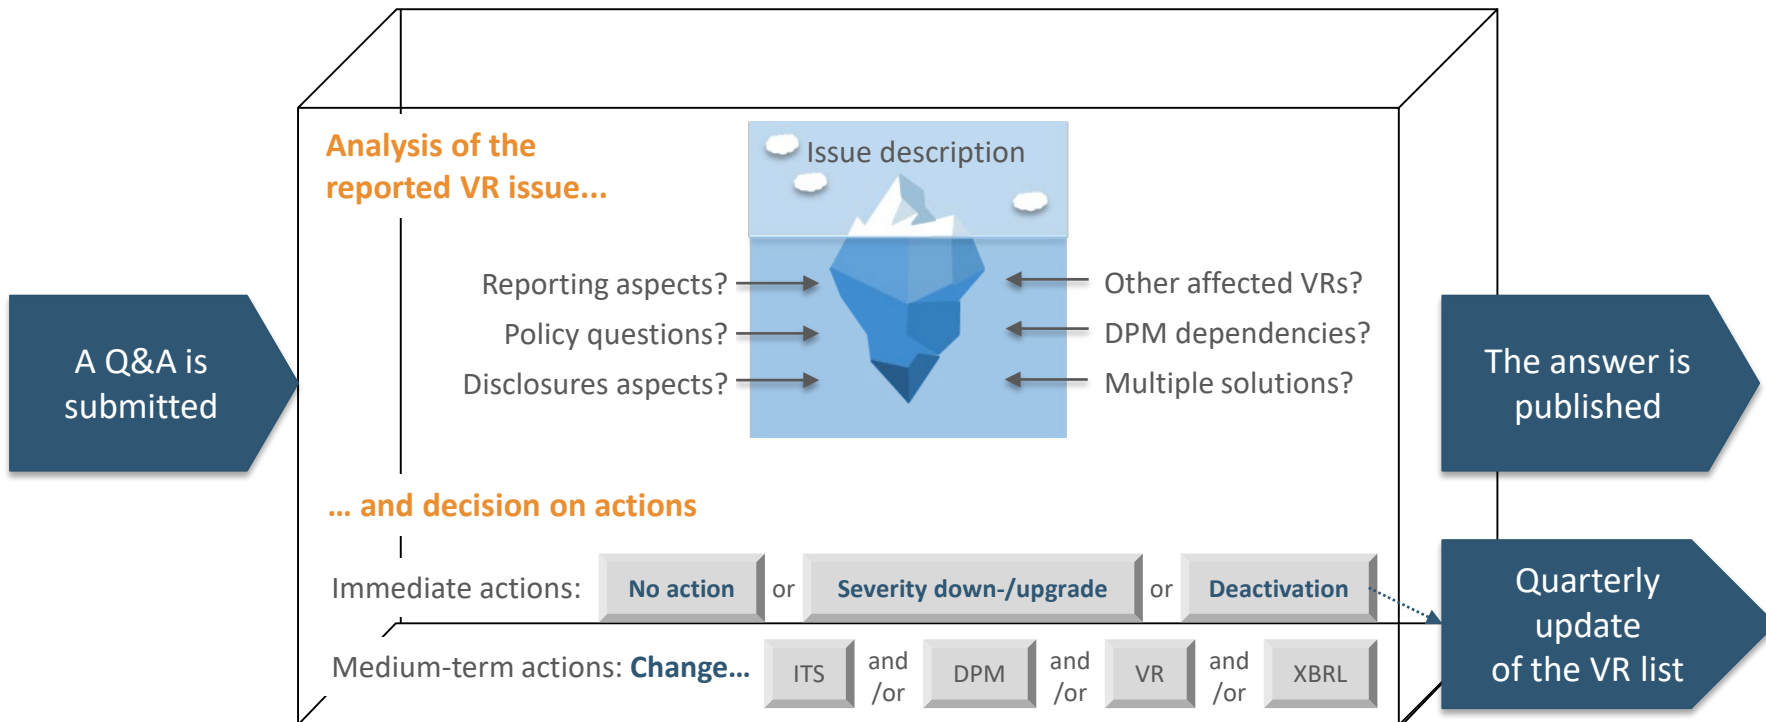 A Q&A is
submitted
Analysis of the
reported VR issue...
Issue description
Reporting aspects?
Policy questions?
Disclosures aspects?
Other affected VRs?
DPM dependencies?
Multiple solutions?
... and decision on actions
Immediate actions: No action or Severity down-/upgrade or Deactivation
Medium-term actions: Change... ITS and /or DPM and /or VR and /or XBRL
The answer is
published
Quarterly
update
of the VR list